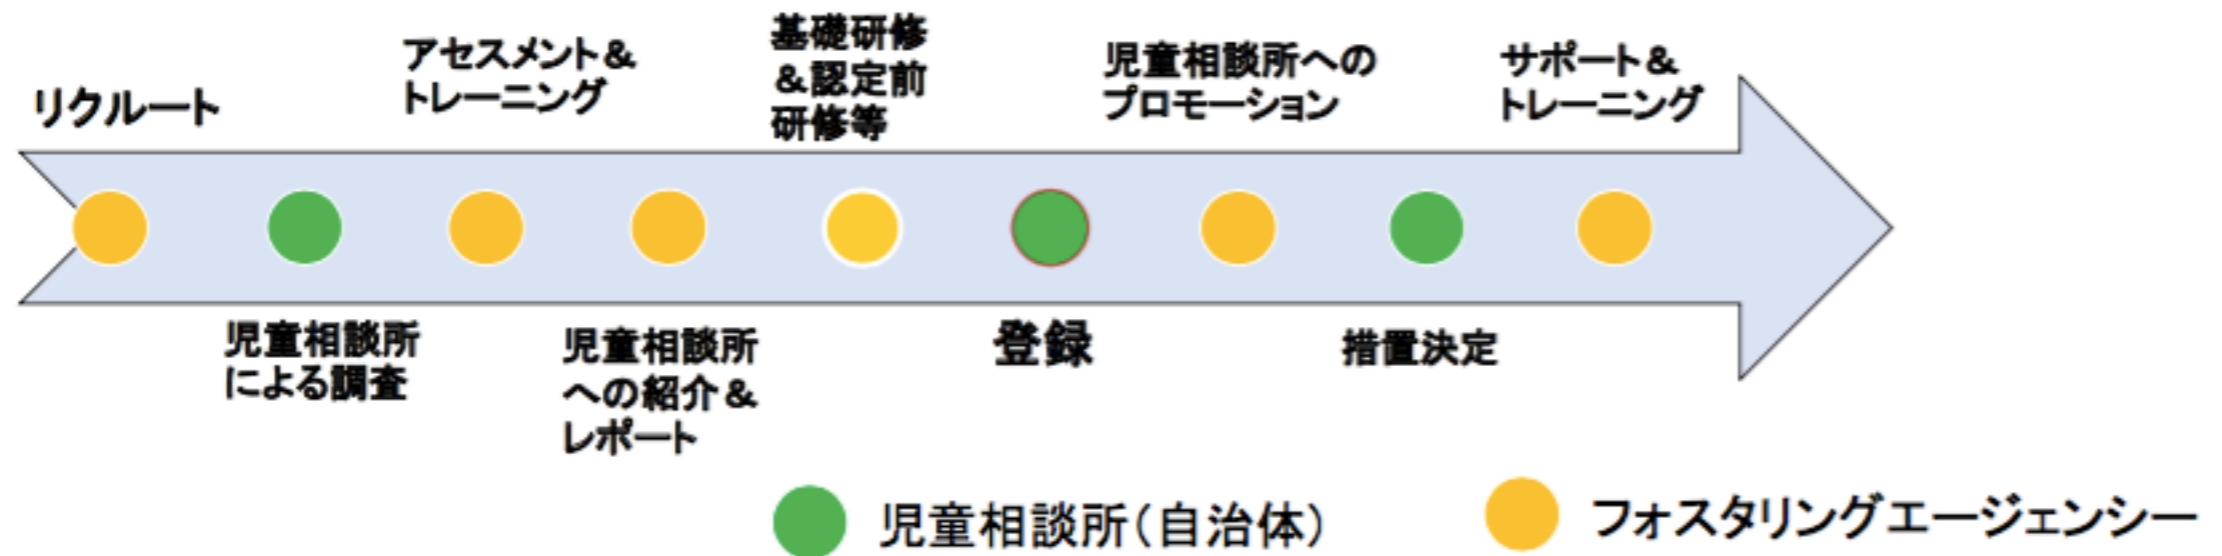 リクルート
児童相談所
による調査
アセスメント＆
トレーニング
児童相談所
への紹介＆
レポート
基礎研修
＆認定前
研修等
登録
児童相談所への
プロモーション
措置決定
サポート＆
トレーニング
児童相談所（自治体）
フォスタリングエージェンシー